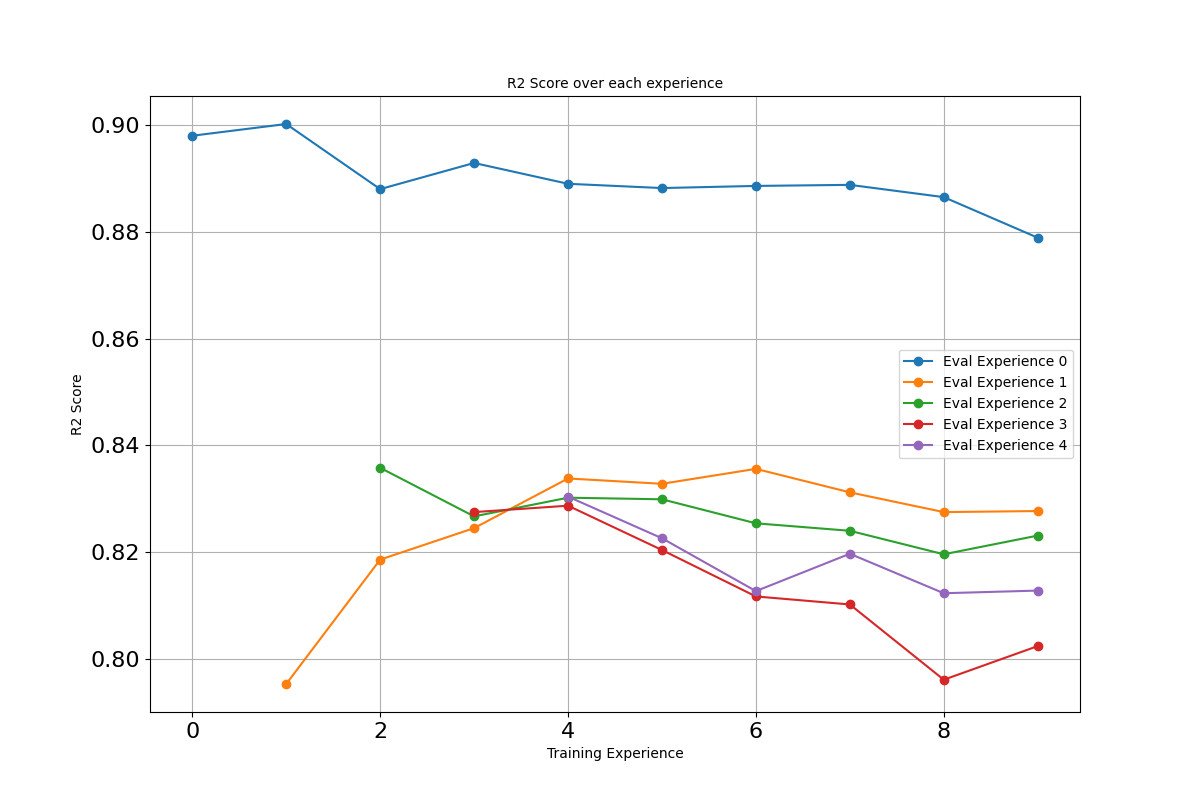 R2 Score over each experience
0.90
0.88
0.86
0.84
0.82
0.80
R2 Score
Eval Experience 0
Eval Experience 1
Eval Experience 2
Eval Experience 3
Eval Experience 4
0 2 4 6 8
Training Experience